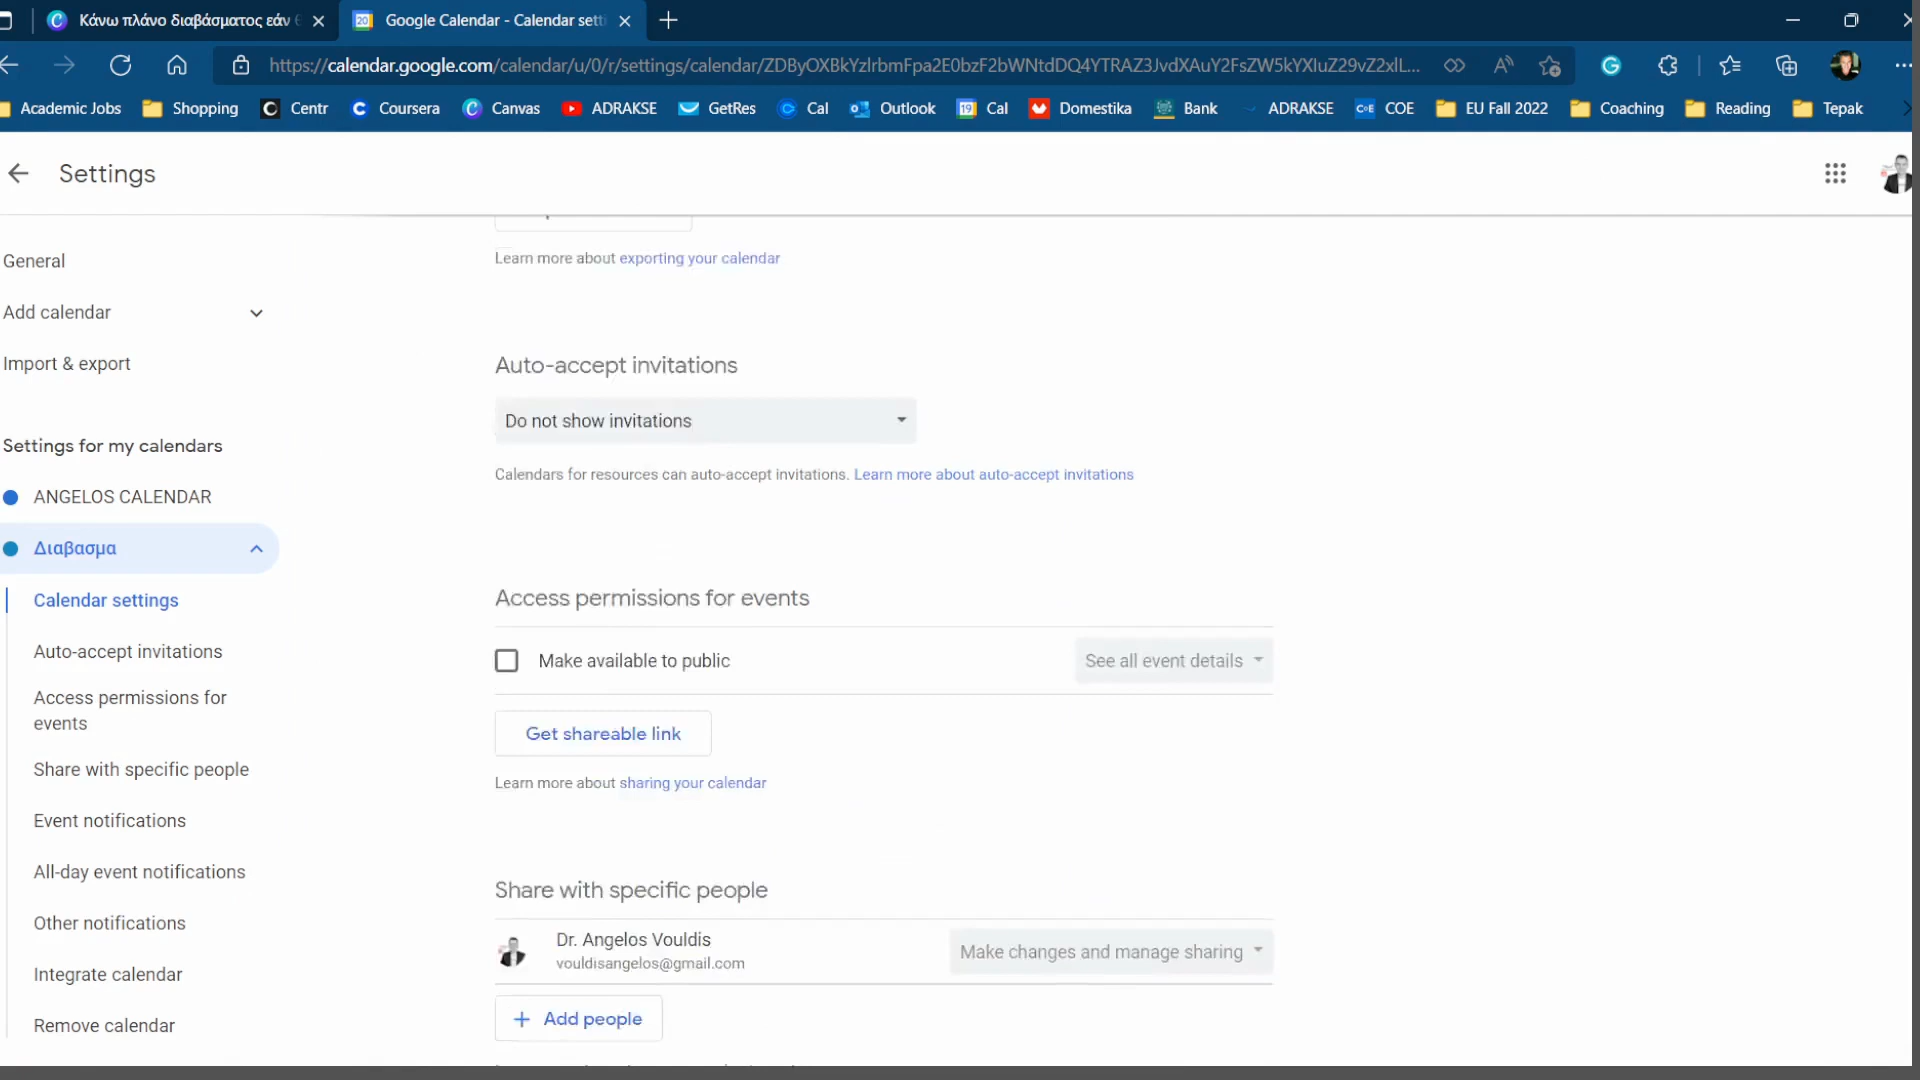 Κάνω πλάνο διαβάσματος εάν
Google Calendar - Calendar setti
https://calendar.google.com/calendar/u/0/r/settings/calendar/ZDByOXBkYzlrbmFpa2E0bzF2bWNtdDQ4YTRAZ3JvdXAuY2FsZW5kYXIuZ29vZ2xlL...
Academic Jobs
Shopping
Centr
Coursera
Canvas
ADRAKSE
GetRes
Cal
Outlook
Cal
Domestika
Bank
ADRAKSE
COE
EU Fall 2022
Coaching
Reading
Tepak
Settings
General
Add calendar
Import & export
Settings for my calendars
ANGELOS CALENDAR
Διαβασμα
Calendar settings
Auto-accept invitations
Access permissions for
events
Share with specific people
Event notifications
All-day event notifications
Other notifications
Integrate calendar
Remove calendar
Learn more about exporting your calendar
Auto-accept invitations
Do not show invitations
Calendars for resources can auto-accept invitations. Learn more about auto-accept invitations
Access permissions for events
Make available to public
See all event details
Get shareable link
Learn more about sharing your calendar
Share with specific people
Dr. Angelos Vouldis
vouldisangelos@gmail.com
Make changes and manage sharing
+ Add people